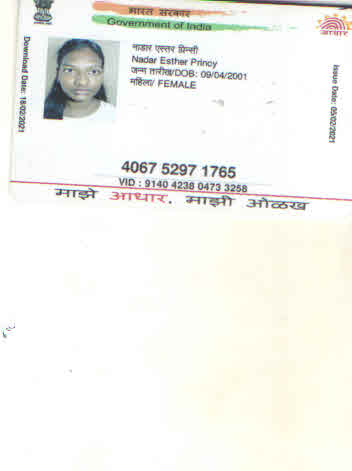 भारत सरकार
Government of India
आधार
Download Date: 18/02/2021
Issue Date: 05/02/2021
नाडार एस्तर प्रिन्सी
Nadar Esther Princy
जन्म तारीख/DOB: 09/04/2001
महिला/ FEMALE
4067 5297 1765
VID : 9140 4238 0473 3258
माझे आधार, माझी ओळख